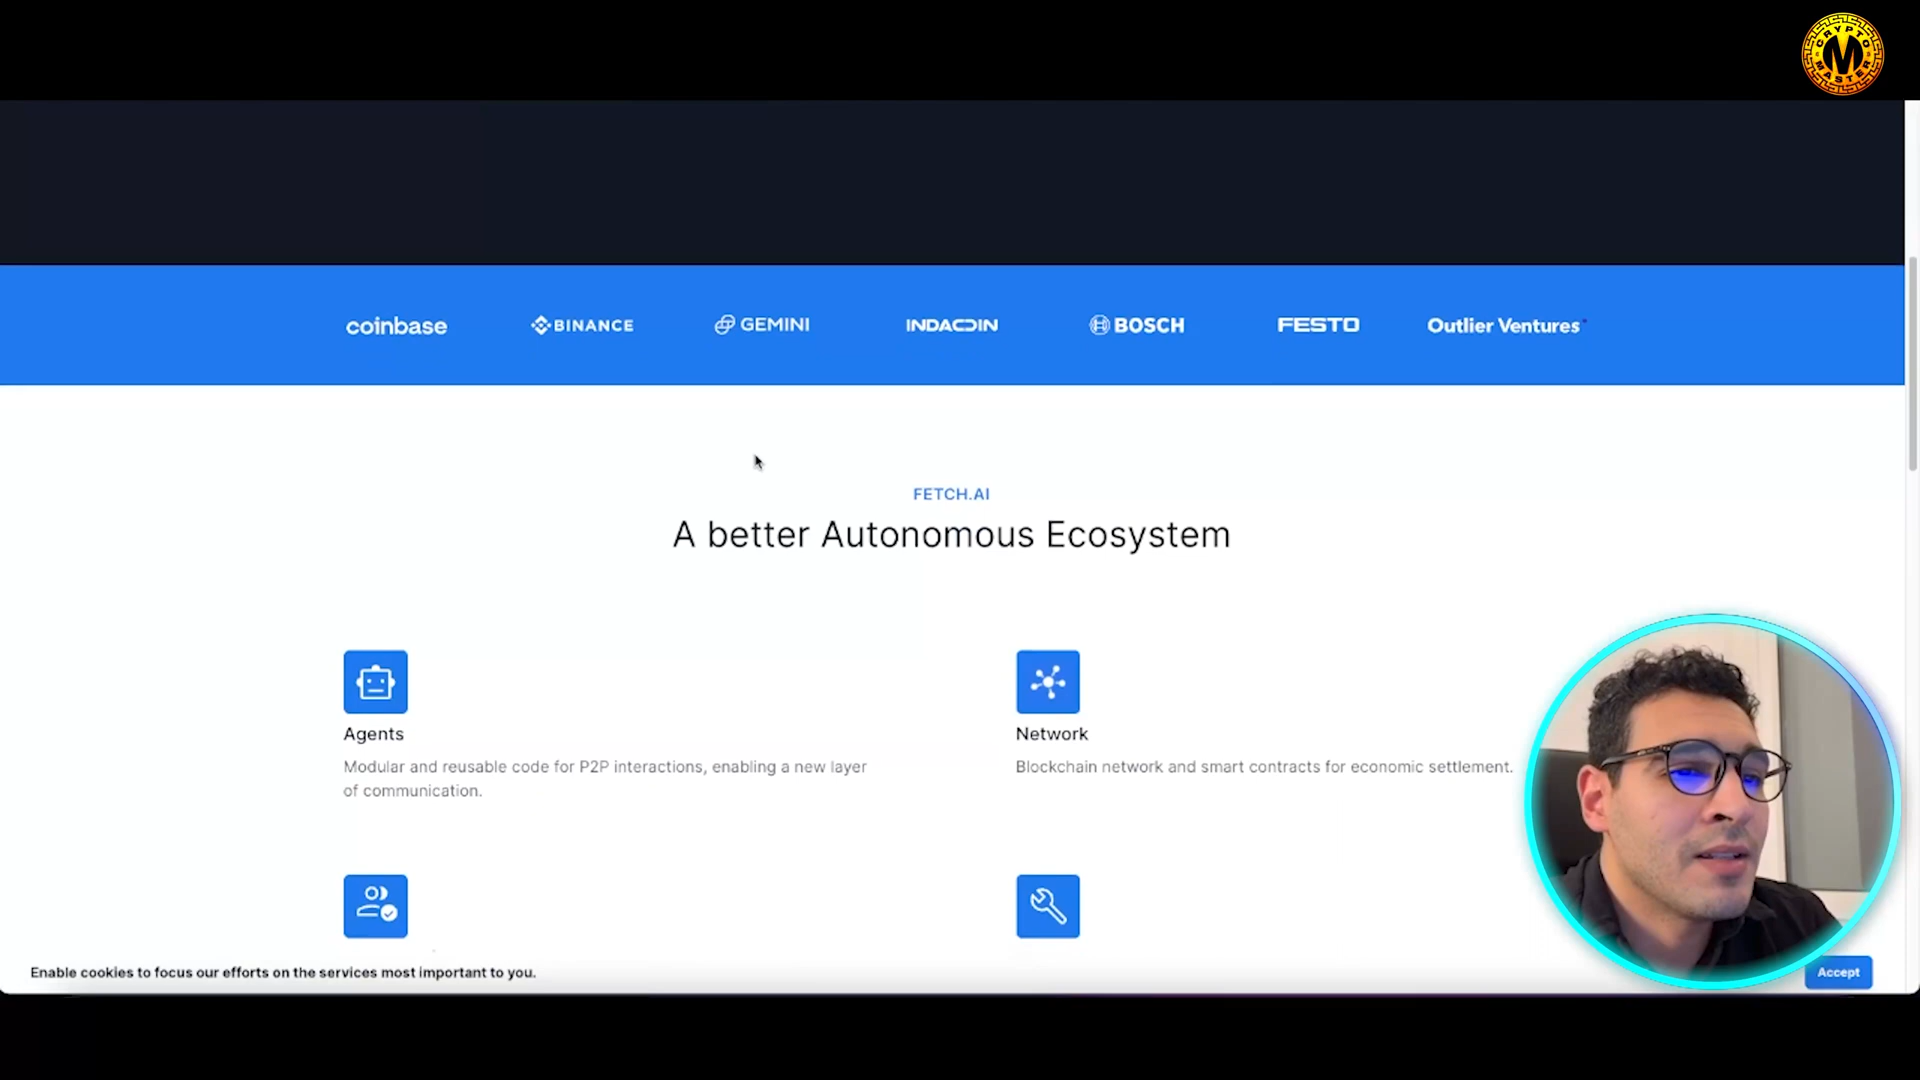 CRYPTO
M
MASTER
coinbase BINANCE GEMINI INDACOIN BOSCH FESTO Outlier Ventures
FETCH.AI
A better Autonomous Ecosystem
Agents
Modular and reusable code for P2P interactions, enabling a new layer
of communication.
Network
Blockchain network and smart contracts for economic settlement.
Enable cookies to focus our efforts on the services most important to you.
Accept